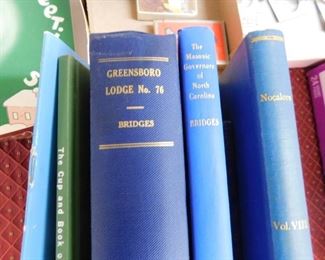 The Cup and Book o
GREENSBORO
LODGE No. 76
BRIDGES
The
Masonic
Governors
of
North
Carolina
BRIDGES
Nocalore
Vol. VIII